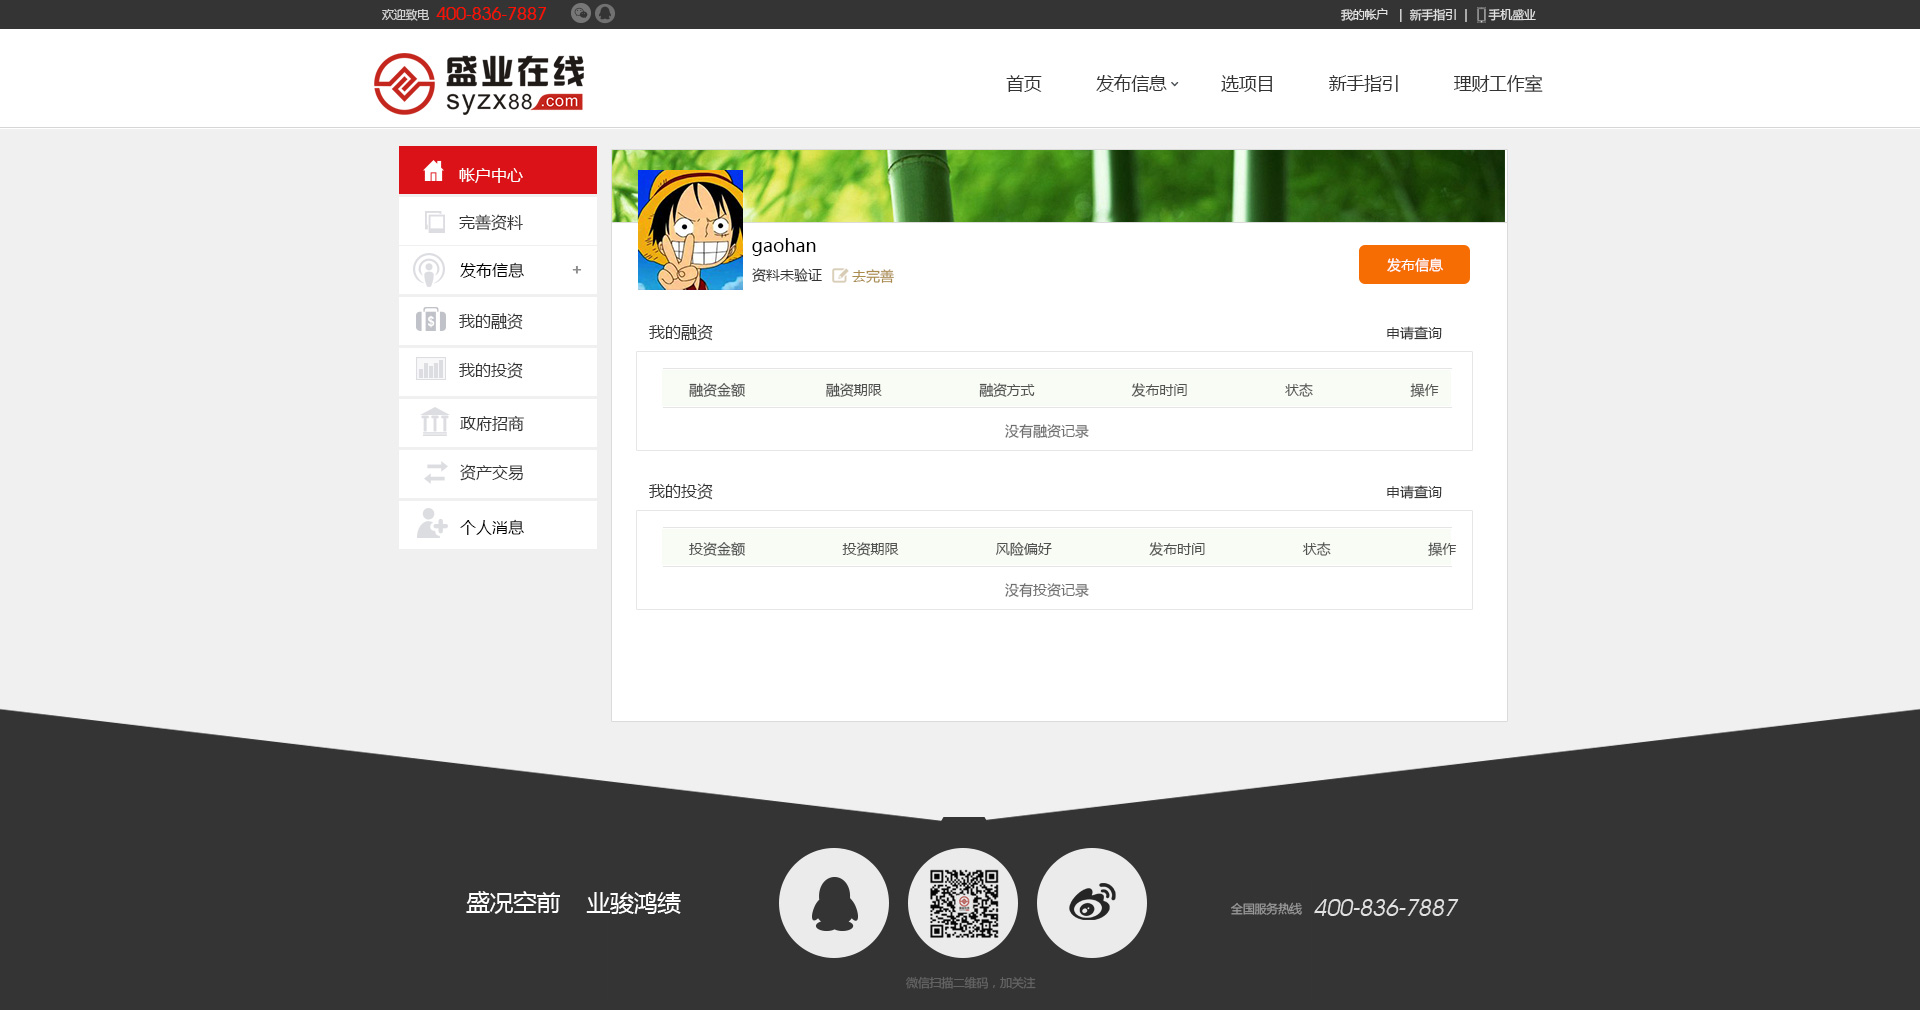 欢迎致电 400-836-7887
我的帐户 | 新手指引 | 手机盛业
盛业在线
syzx88.com
首页 发布信息 选项目 新手指引 理财工作室
帐户中心
完善资料
发布信息 +
我的融资
我的投资
政府招商
资产交易
个人消息
gaohan
资料未验证 去完善
发布信息
我的融资 申请查询
融资金额 融资期限 融资方式 发布时间 状态 操作
没有融资记录
我的投资 申请查询
投资金额 投资期限 风险偏好 发布时间 状态 操作
没有投资记录
盛况空前 业骏鸿绩
全国服务热线 400-836-7887
微信扫描二维码，加关注